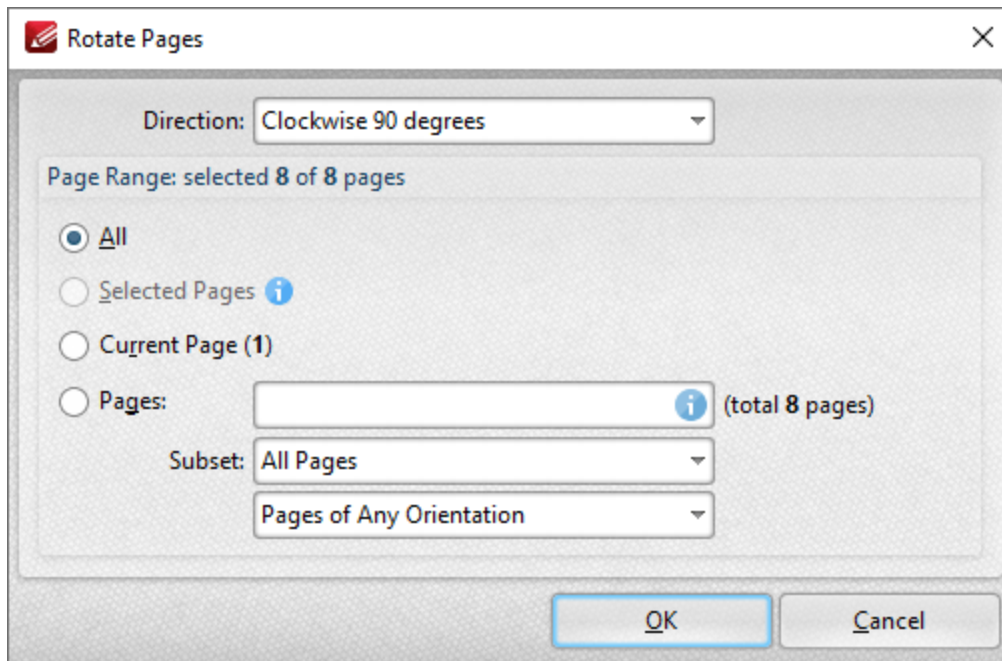 Rotate Pages
Direction: Clockwise 90 degrees
Page Range: selected 8 of 8 pages
All
Selected Pages
Current Page (1)
Pages: (total 8 pages)
Subset: All Pages
Pages of Any Orientation
OK Cancel